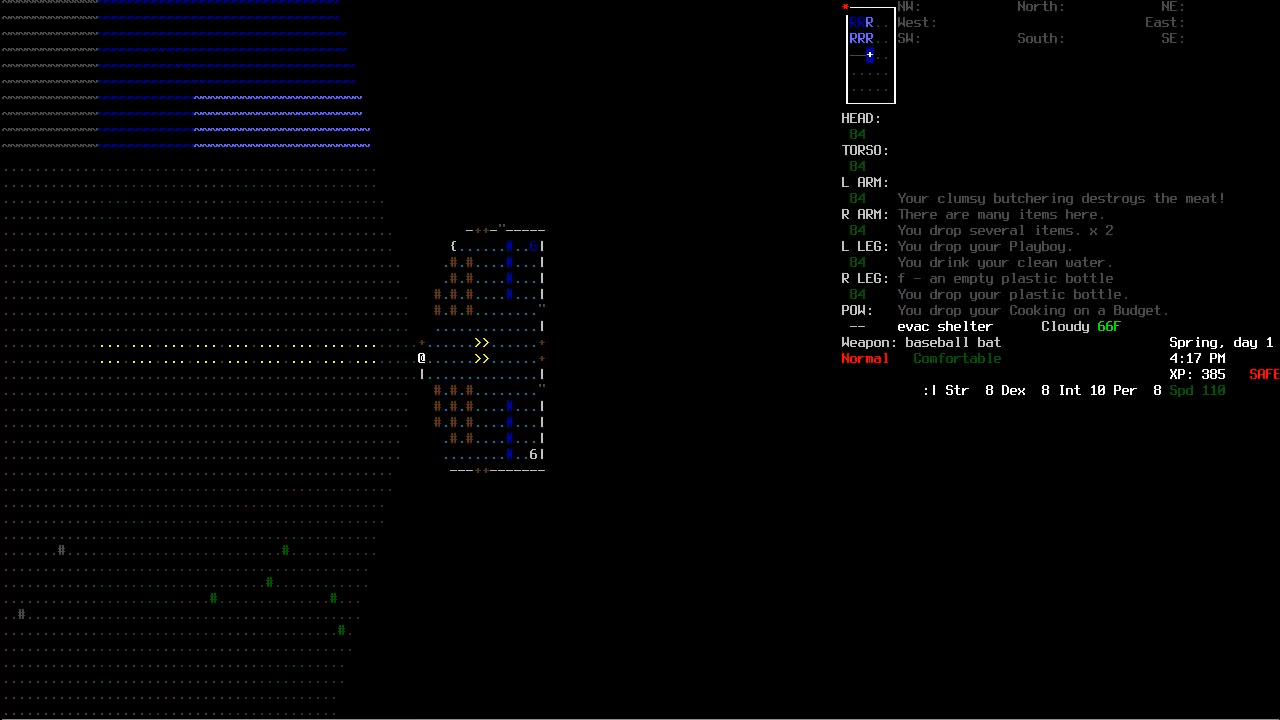 NW: North: NE:
West: East:
SW: South: SE:
HEAD:
84
TORSO:
84
L ARM:
84 Your clumsy butchering destroys the meat!
R ARM: There are many items here.
84 You drop several items. x 2
L LEG: You drop your Playboy.
84 You drink your clean water.
R LEG: f - an empty plastic bottle
84 You drop your plastic bottle.
POW: You drop your Cooking on a Budget.
-- evac shelter Cloudy 66F
Weapon: baseball bat Spring, day 1
Normal Comfortable 4:17 PM
XP: 385 SAFE
:| Str 8 Dex 8 Int 10 Per 8 Spd 110